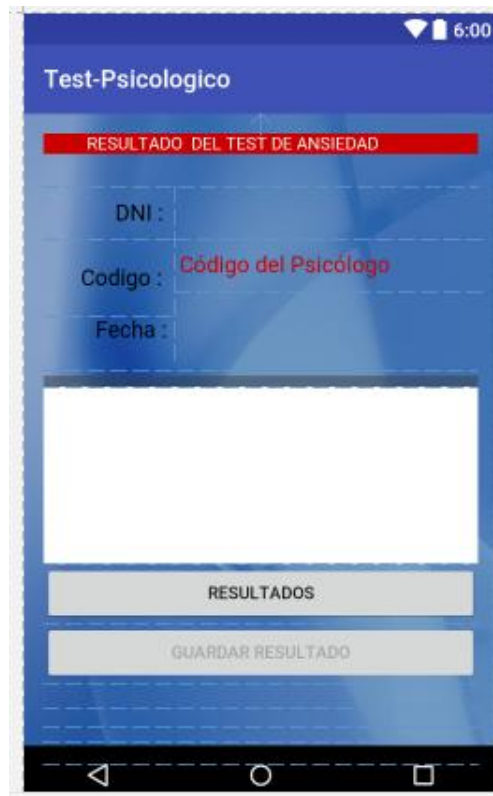 6:00
Test-Psicologico
RESULTADO DEL TEST DE ANSIEDAD
DNI :
Codigo : Código del Psicólogo
Fecha :
RESULTADOS
GUARDAR RESULTADO